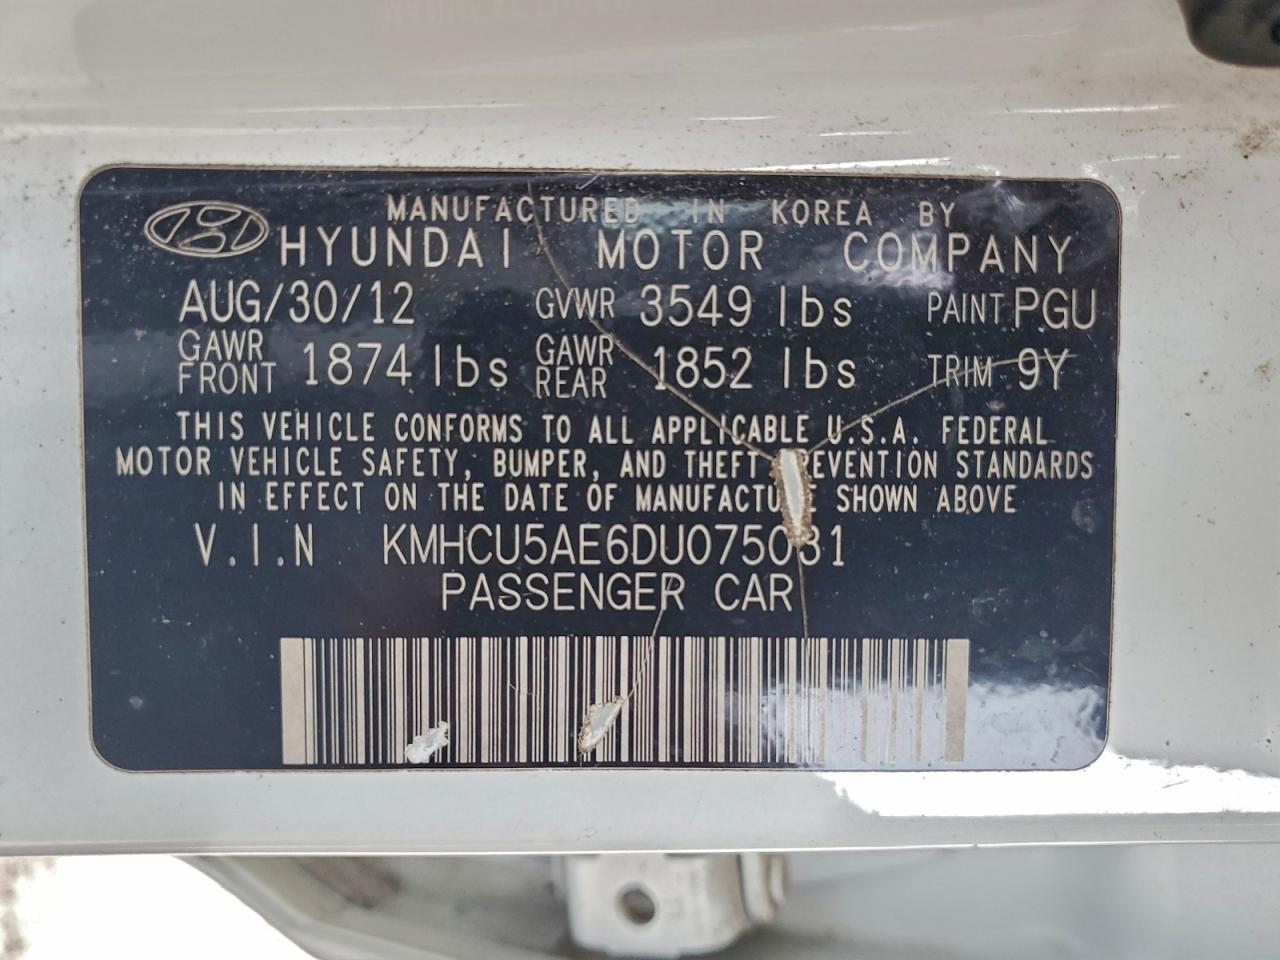 MANUFACTURED IN KOREA BY
HYUNDAI MOTOR COMPANY
AUG/30/12 GVWR 3549 lbs PAINT PGU
GAWR FRONT 1874 lbs GAWR REAR 1852 lbs TRIM 9Y
THIS VEHICLE CONFORMS TO ALL APPLICABLE U.S.A. FEDERAL
MOTOR VEHICLE SAFETY, BUMPER, AND THEFT PREVENTION STANDARDS
IN EFFECT ON THE DATE OF MANUFACTURE SHOWN ABOVE
V.I.N KMHCU5AE6DU075031
PASSENGER CAR